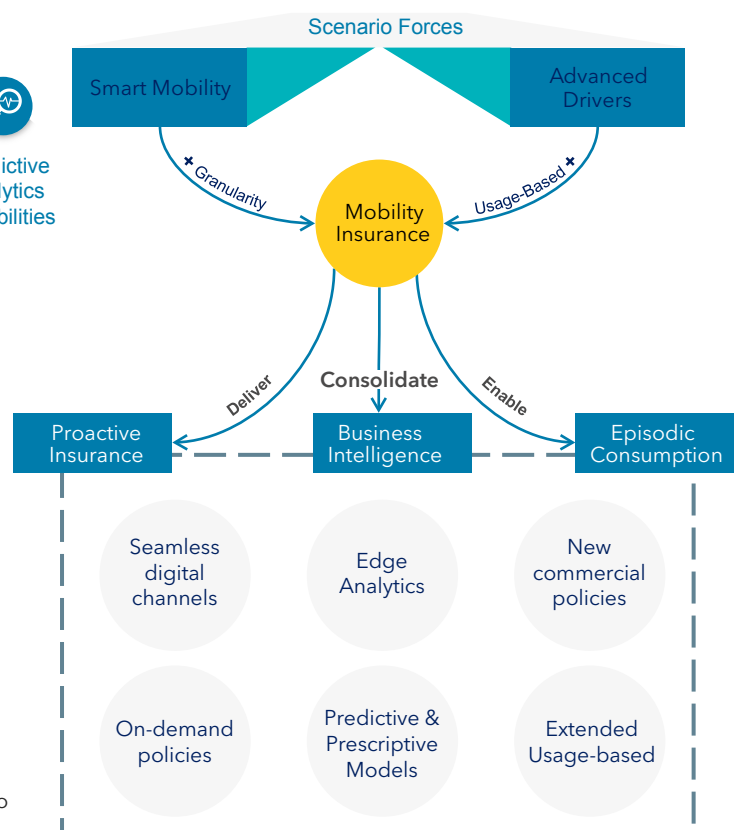 Scenario Forces
Smart Mobility
Advanced
Drivers
Granularity
Usage-Based
Mobility
Insurance
Deliver
Consolidate
Enable
Proactive
Insurance
Business
Intelligence
Episodic
Consumption
Seamless
digital
channels
Edge
Analytics
New
commercial
policies
On-demand
policies
Predictive &
Prescriptive
Models
Extended
Usage-based